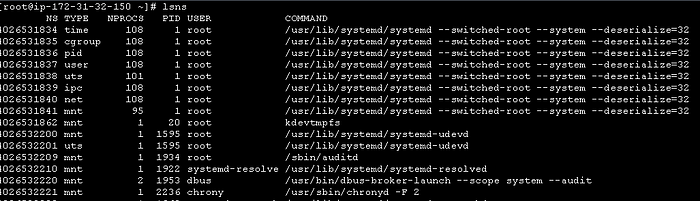 [root@ip-172-31-32-150 ~]# lsns
NS TYPE NPROCS PID USER COMMAND
4026531834 time 108 1 root /usr/lib/systemd/systemd --switched-root --system --deserialize=32
4026531835 cgroup 108 1 root /usr/lib/systemd/systemd --switched-root --system --deserialize=32
4026531836 pid 108 1 root /usr/lib/systemd/systemd --switched-root --system --deserialize=32
4026531837 user 108 1 root /usr/lib/systemd/systemd --switched-root --system --deserialize=32
4026531838 uts 101 1 root /usr/lib/systemd/systemd --switched-root --system --deserialize=32
4026531839 ipc 108 1 root /usr/lib/systemd/systemd --switched-root --system --deserialize=32
4026531840 net 108 1 root /usr/lib/systemd/systemd --switched-root --system --deserialize=32
4026531841 mnt 95 1 root /usr/lib/systemd/systemd --switched-root --system --deserialize=32
4026531862 mnt 1 20 root kdevtmpfs
4026532200 mnt 1 1595 root /usr/lib/systemd/systemd-udevd
4026532201 uts 1 1595 root /usr/lib/systemd/systemd-udevd
4026532209 mnt 1 1934 root /sbin/auditd
4026532210 mnt 1 1922 systemd-resolve /usr/lib/systemd/systemd-resolved
4026532220 mnt 2 1953 dbus /usr/bin/dbus-broker-launch --scope system --audit
4026532221 mnt 1 2236 chrony /usr/sbin/chronyd -F 2